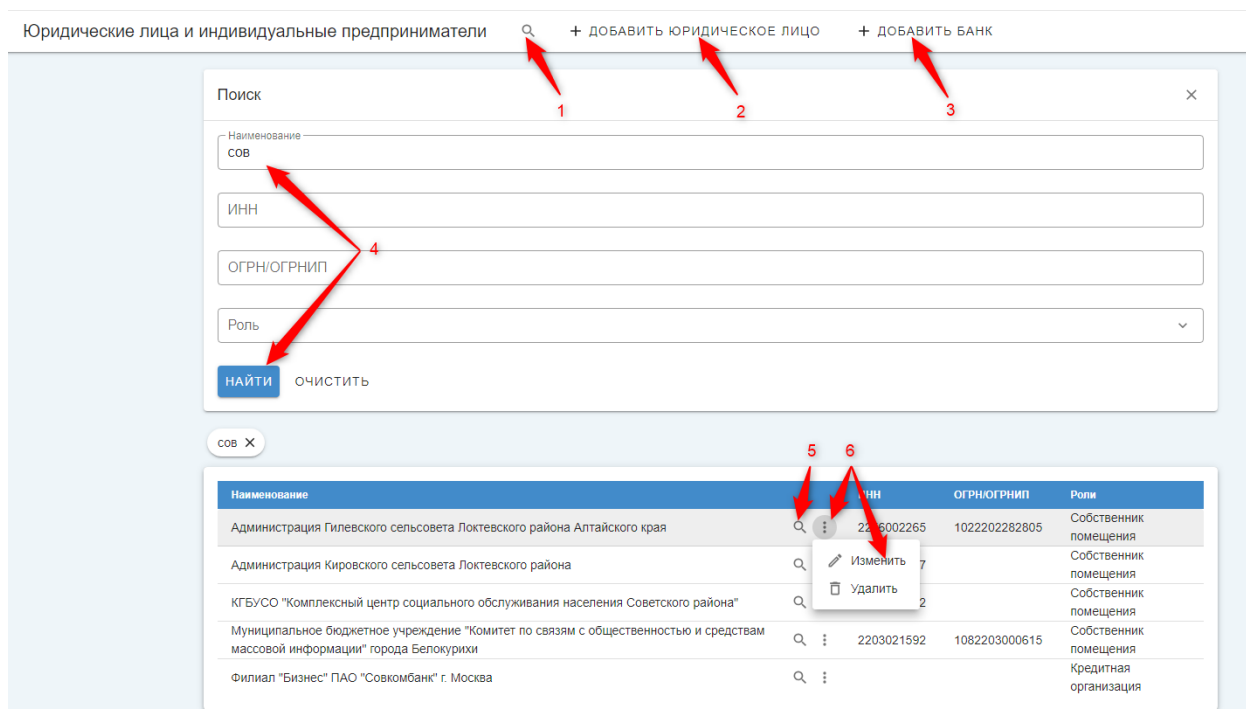 Юридические лица и индивидуальные предприниматели + ДОБАВИТЬ ЮРИДИЧЕСКОЕ ЛИЦО + ДОБАВИТЬ БАНК
1 2 3
Поиск
Наименование
сов
ИНН
4
ОГРН/ОГРНИП
Роль
НАЙТИ ОЧИСТИТЬ
сов
5 6
Наименование ОГРН/ОГРНИП Роли
Администрация Гилевского сельсовета Локтевского района Алтайского края 1022202282805 Собственник помещения
Изменить
Администрация Кировского сельсовета Локтевского района Собственник помещения
Удалить
КГБУСО "Комплексный центр социального обслуживания населения Советского района" Собственник помещения
Муниципальное бюджетное учреждение "Комитет по связям с общественностью и средствам
массовой информации" города Белокурихи 2203021592 1082203000615 Собственник помещения
Филиал "Бизнес" ПАО "Совкомбанк" г. Москва Кредитная организация